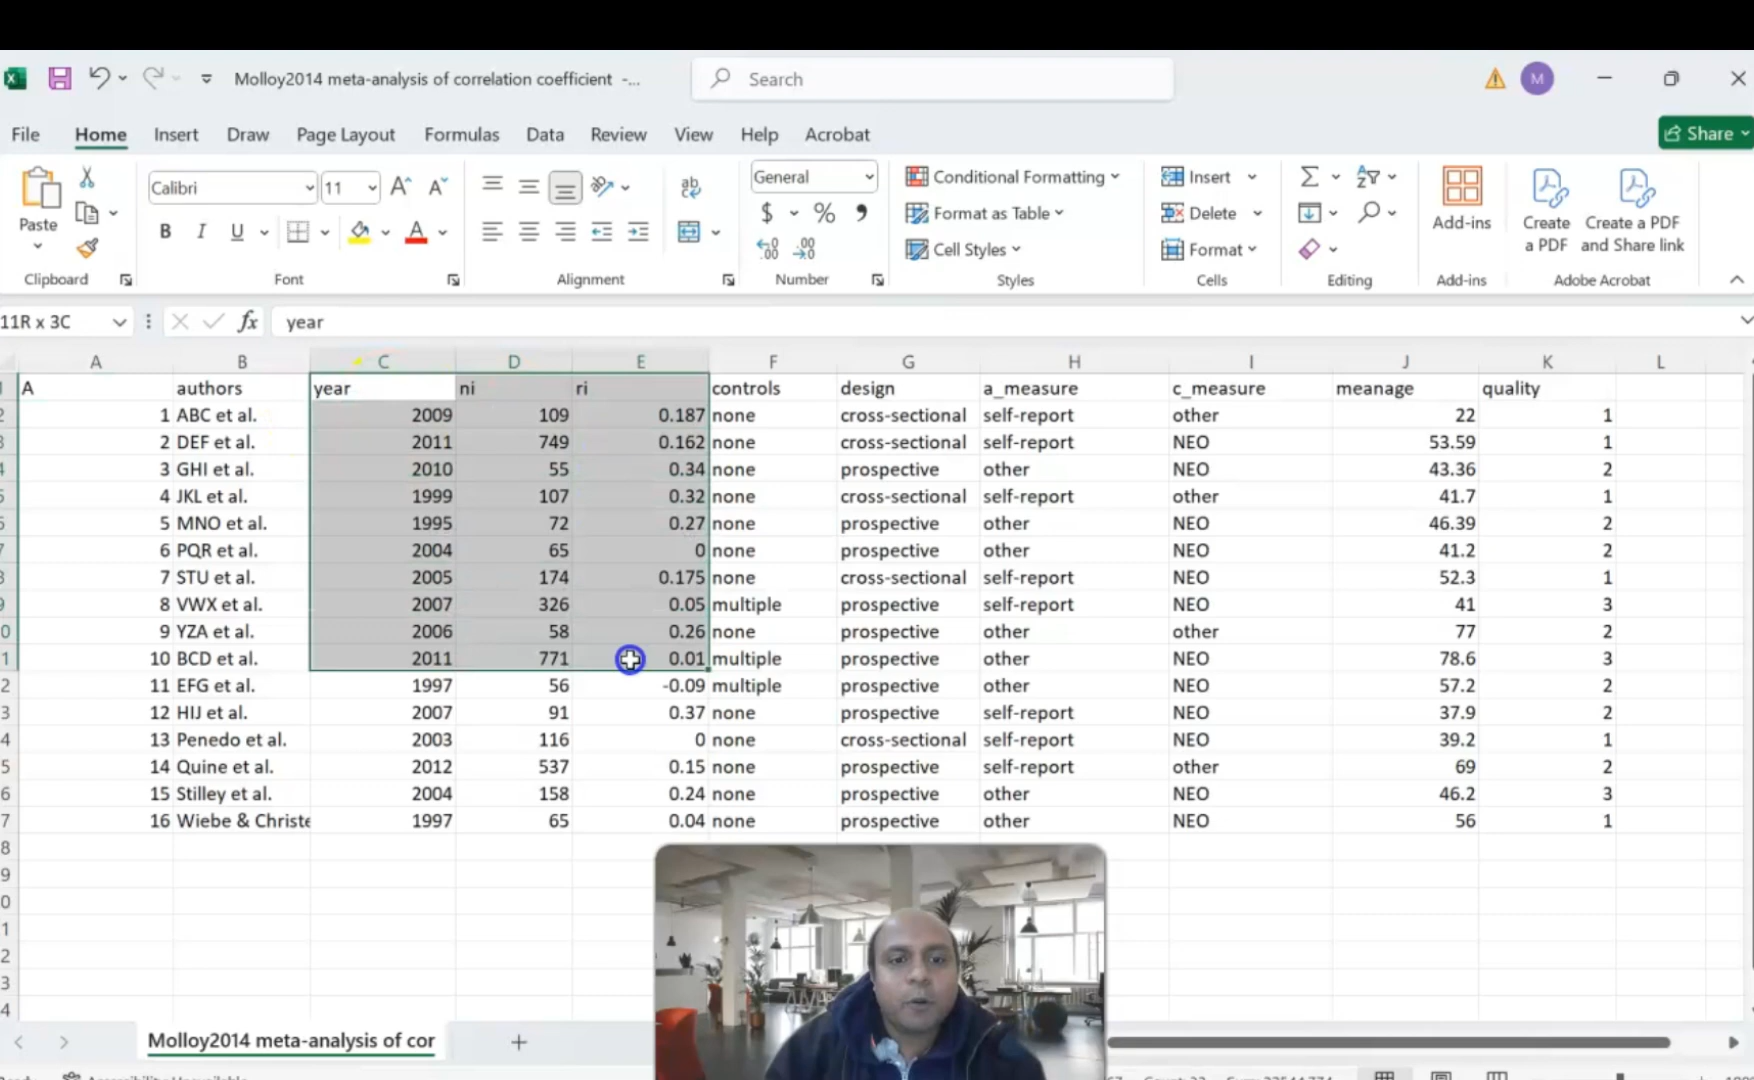 Molloy2014 meta-analysis of correlation coefficient -...
Search
M
File Home Insert Draw Page Layout Formulas Data Review View Help Acrobat
Share
Paste
Calibri 11
General
Conditional Formatting
Format as Table
Cell Styles
Insert
Delete
Format
Add-ins
Create a PDF
Create a PDF and Share link
Clipboard Font Alignment Number Styles Cells Editing Add-ins Adobe Acrobat
11R x 3C fx year
A B C D E F G H I J K L
A authors year ni ri controls design a_measure c_measure meanage quality
1 ABC et al. 2009 109 0.187 none cross-sectional self-report other 22 1
2 DEF et al. 2011 749 0.162 none cross-sectional self-report NEO 53.59 1
3 GHI et al. 2010 55 0.34 none prospective other NEO 43.36 2
4 JKL et al. 1999 107 0.32 none cross-sectional self-report other 41.7 1
5 MNO et al. 1995 72 0.27 none prospective other NEO 46.39 2
6 PQR et al. 2004 65 0 none prospective other NEO 41.2 2
7 STU et al. 2005 174 0.175 none cross-sectional self-report NEO 52.3 1
8 VWX et al. 2007 326 0.05 multiple prospective self-report NEO 41 3
9 YZA et al. 2006 58 0.26 none prospective other other 77 2
10 BCD et al. 2011 771 0.01 multiple prospective other NEO 78.6 3
11 EFG et al. 1997 56 -0.09 multiple prospective other NEO 57.2 2
12 HIJ et al. 2007 91 0.37 none prospective self-report NEO 37.9 2
13 Penedo et al. 2003 116 0 none cross-sectional self-report NEO 39.2 1
14 Quine et al. 2012 537 0.15 none prospective self-report other 69 2
15 Stilley et al. 2004 158 0.24 none prospective other NEO 46.2 3
16 Wiebe & Christe 1997 65 0.04 none prospective other NEO 56 1
Molloy2014 meta-analysis of cor